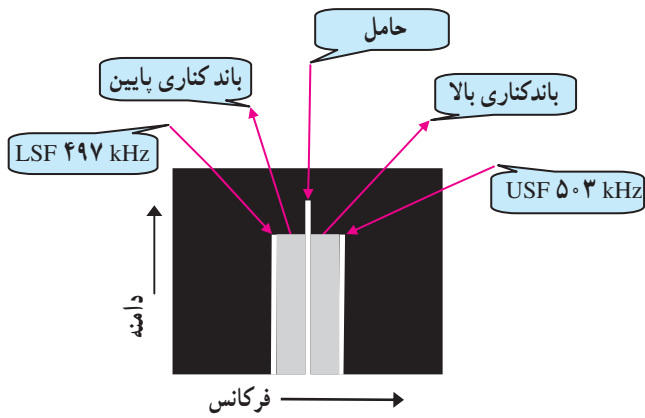 حامل
باند کناری پایین
باندکناری بالا
LSF ۴۹۷ kHz
USF ۵۰۳ kHz
دامنه
فرکانس